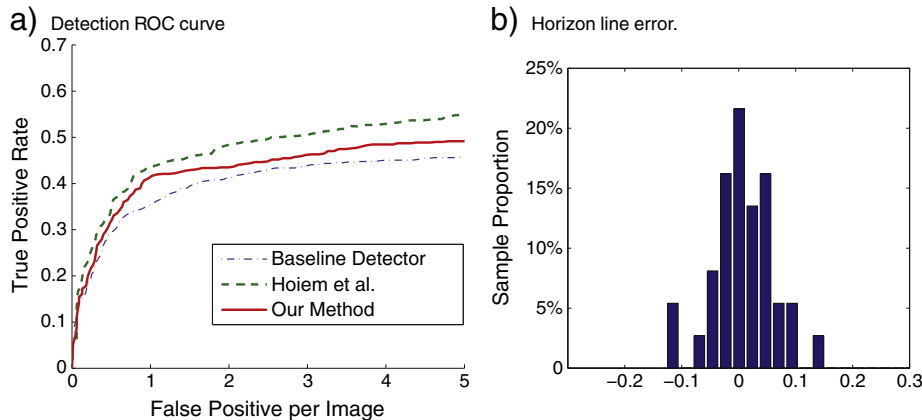 a) Detection ROC curve
0.7
0.6
0.5
0.4
0.3
0.2
0.1
0
True Positive Rate
Baseline Detector
Hoiem et al.
Our Method
0 1 2 3 4 5
False Positive per Image
b) Horizon line error.
25%
20%
15%
10%
5%
0
Sample Proportion
−0.2 −0.1 0 0.1 0.2 0.3